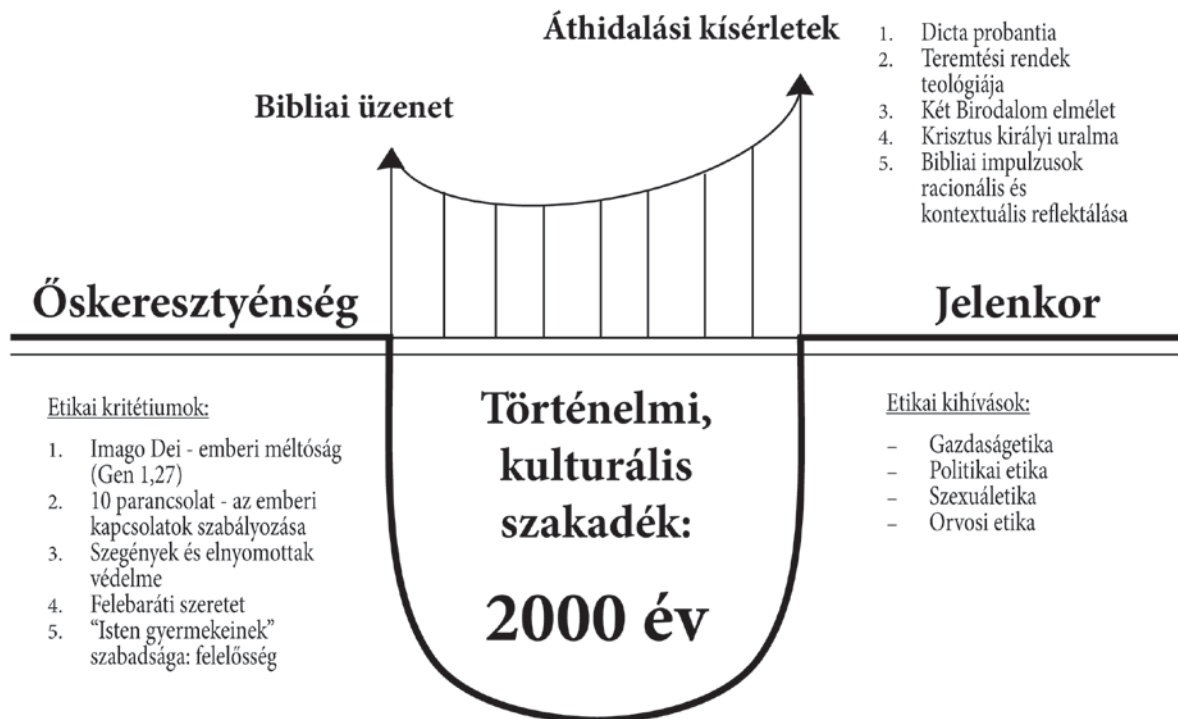 Áthidalási kísérletek
1. Dicta probantia
2. Teremtési rendek
teológiája
3. Két Birodalom elmélet
4. Krisztus királyi uralma
5. Bibliai impulzusok
racionális és
kontextuális reflektálása
Bibliai üzenet
Őskeresztyénség
Jelenkor
Etikai kritétiumok:
1. Imago Dei - emberi méltóság
(Gen 1,27)
2. 10 parancsolat - az emberi
kapcsolatok szabályozása
3. Szegények és elnyomottak
védelme
4. Felebaráti szeretet
5. “Isten gyermekeinek”
szabadsága: felelősség
Történelmi,
kulturális
szakadék:
2000 év
Etikai kihívások:
– Gazdaságetika
– Politikai etika
– Szexuáletika
– Orvosi etika